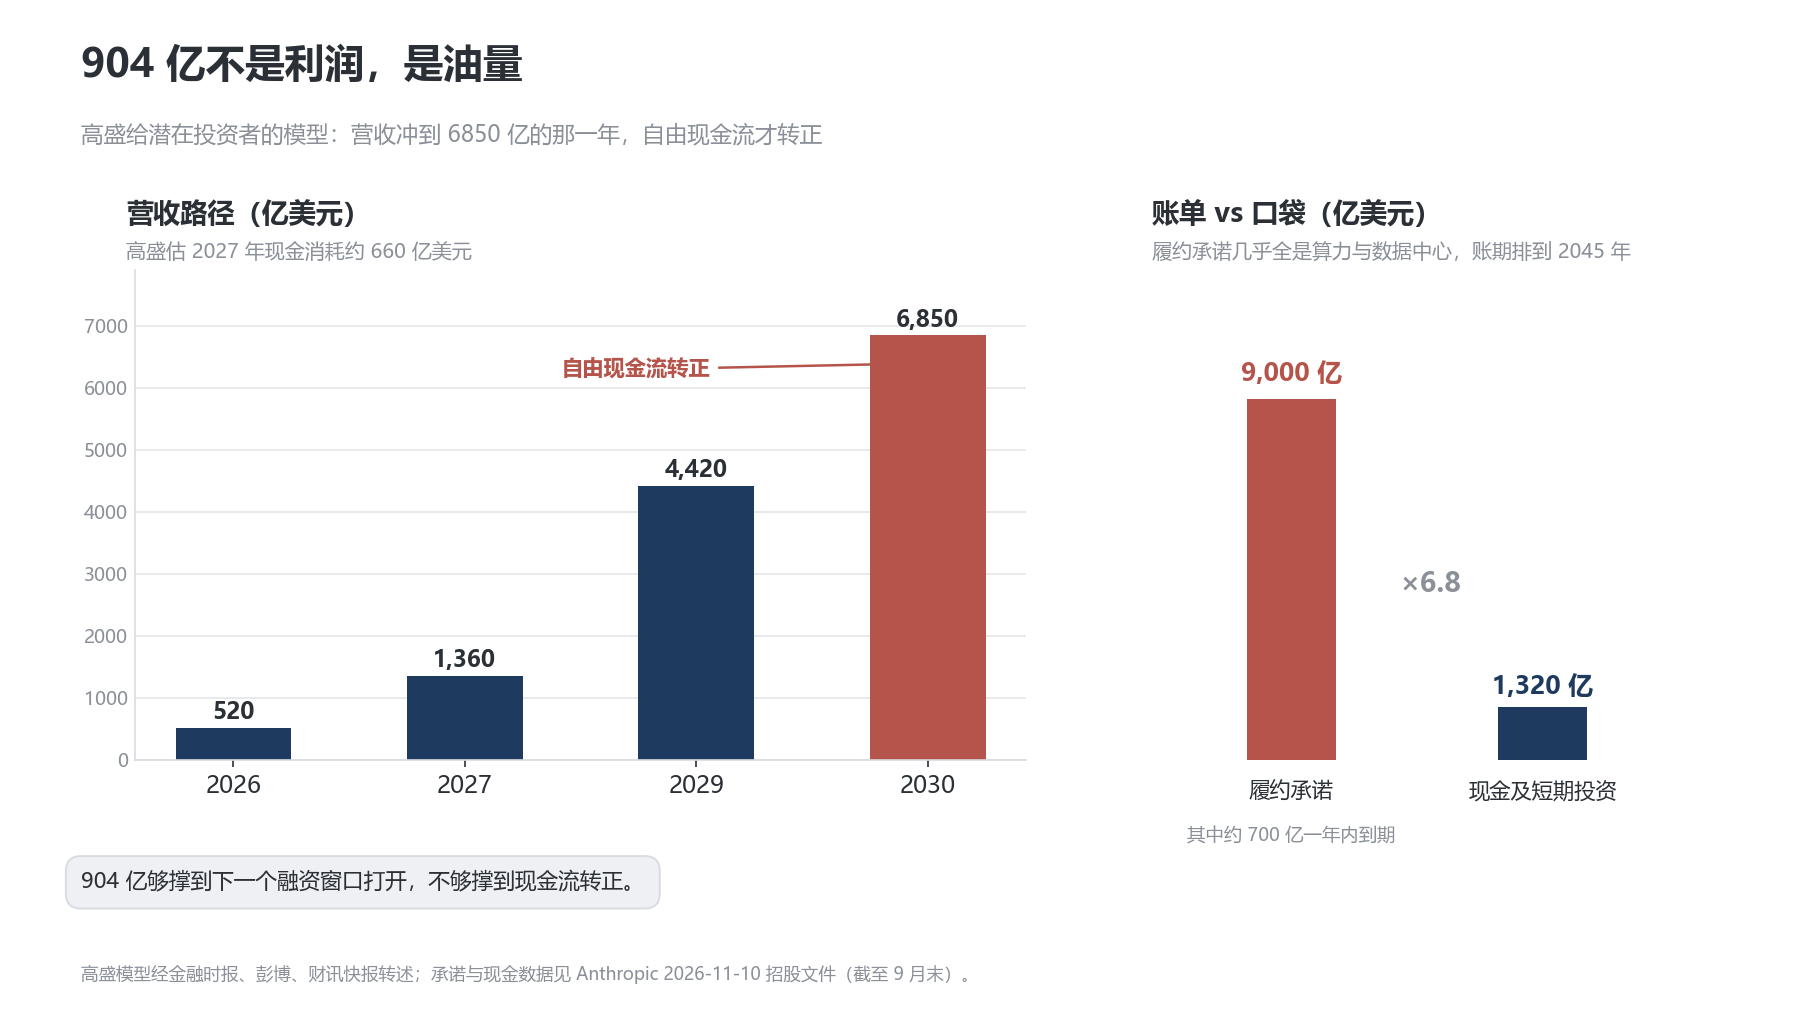 904 亿不是利润，是油量
高盛给潜在投资者的模型：营收冲到 6850 亿的那一年，自由现金流才转正
营收路径（亿美元）
高盛估 2027 年现金消耗约 660 亿美元
7000
6000
5000
4000
3000
2000
1000
0
520
1,360
4,420
6,850
自由现金流转正
2026
2027
2029
2030
账单 vs 口袋（亿美元）
履约承诺几乎全是算力与数据中心，账期排到 2045 年
9,000 亿
×6.8
1,320 亿
履约承诺
现金及短期投资
其中约 700 亿一年内到期
904 亿够撑到下一个融资窗口打开，不够撑到现金流转正。
高盛模型经金融时报、彭博、财讯快报转述；承诺与现金数据见 Anthropic 2026-11-10 招股文件（截至 9 月末）。